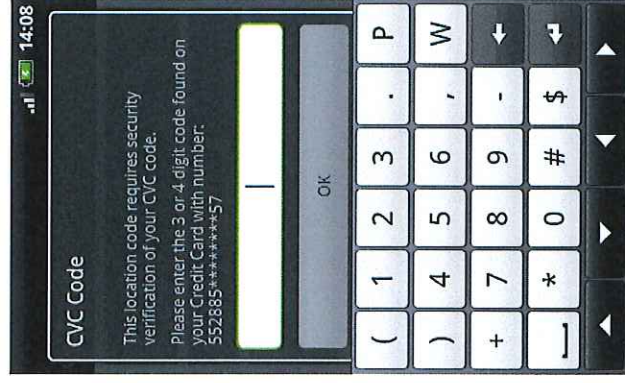 14:08
CVC Code
This location code requires security
verification of your CVC code.
Please enter the 3 or 4 digit code found on
your Credit Card with number:
552885*********57
OK
( 1 2 3 . P
) 4 5 6 , W
+ 7 8 9 -
* 0 # $